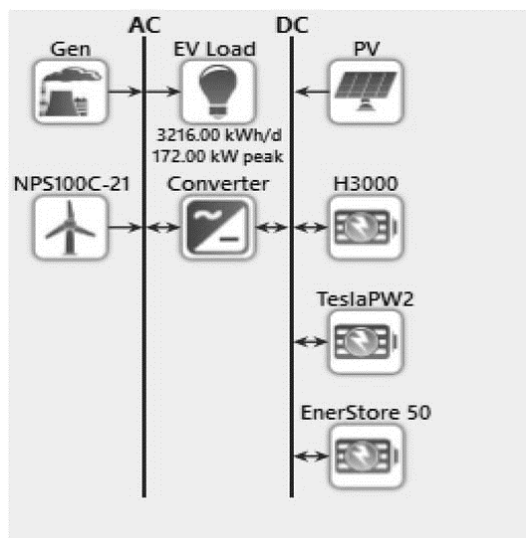 AC DC
Gen EV Load PV
3216.00 kWh/d
172.00 kW peak
NPS100C-21 Converter H3000
TeslaPW2
EnerStore 50